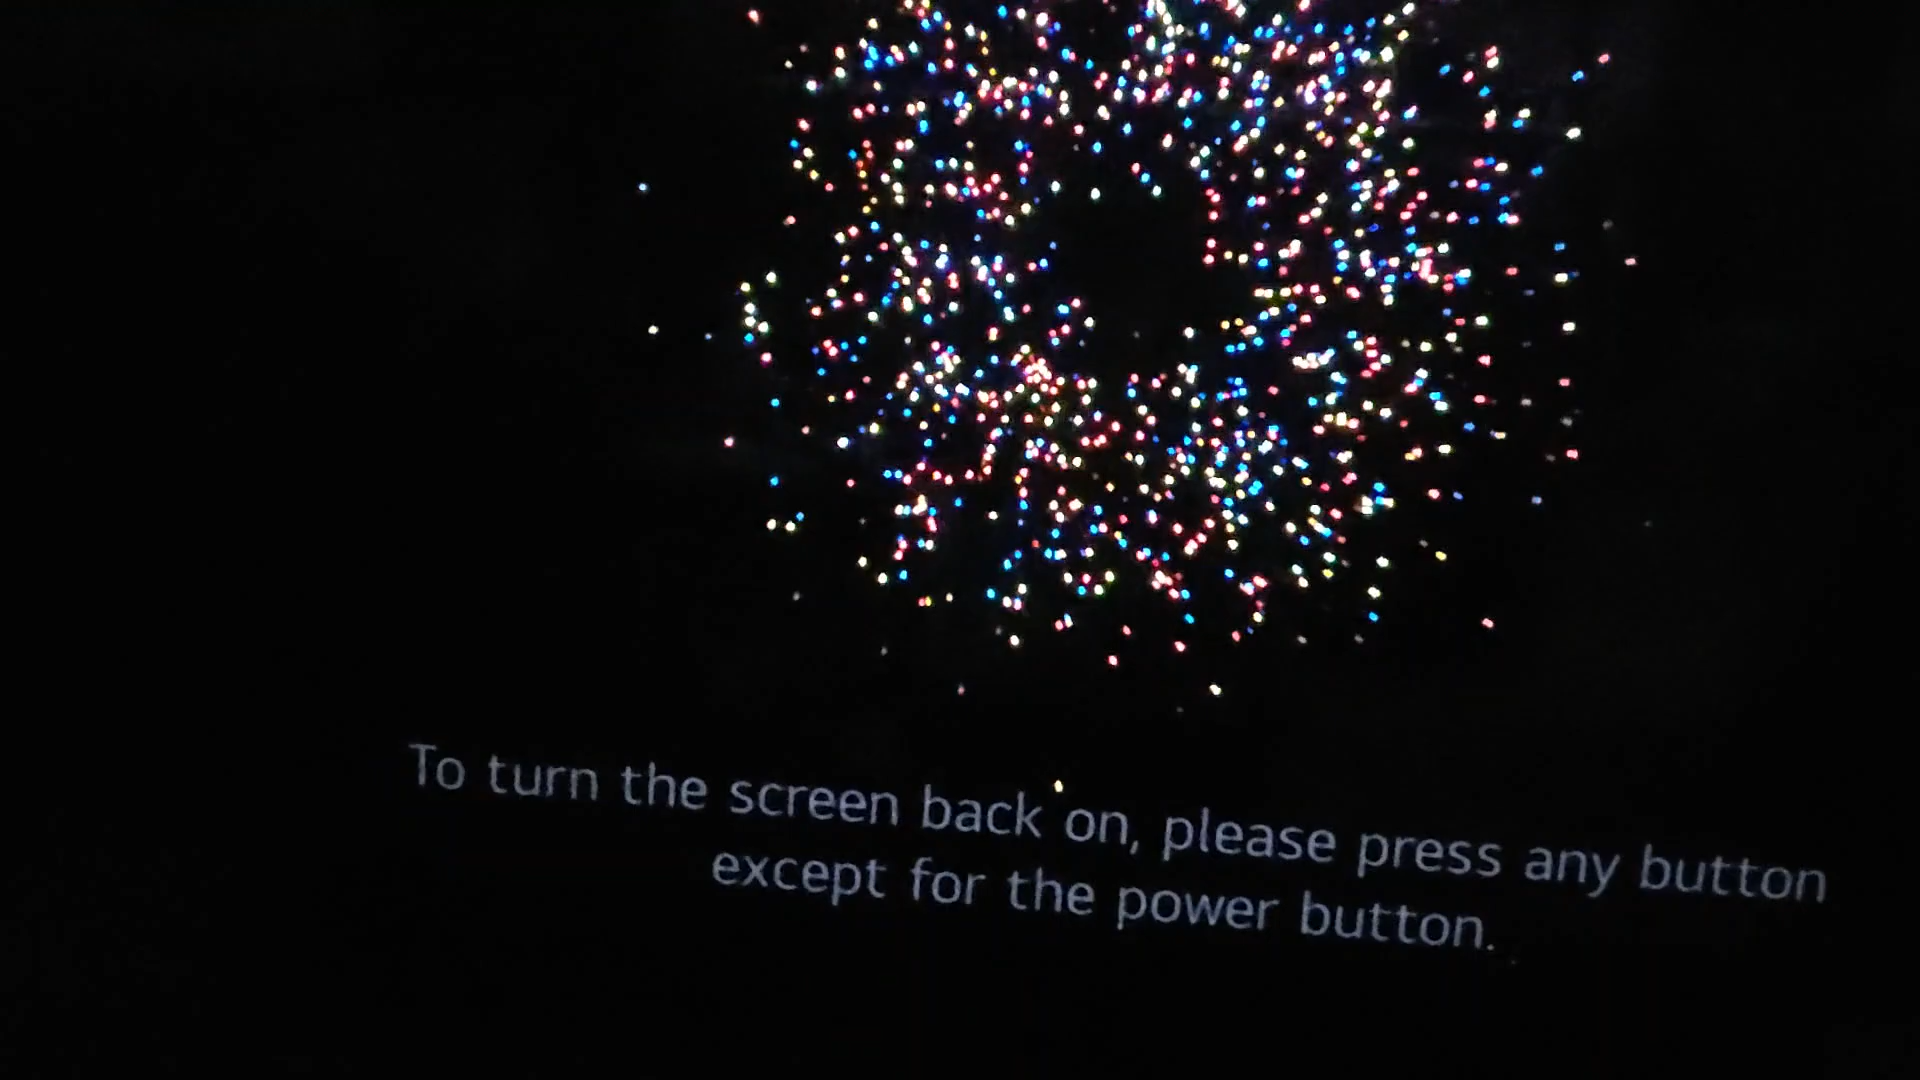 To turn the screen back on, please press any button
except for the power button.